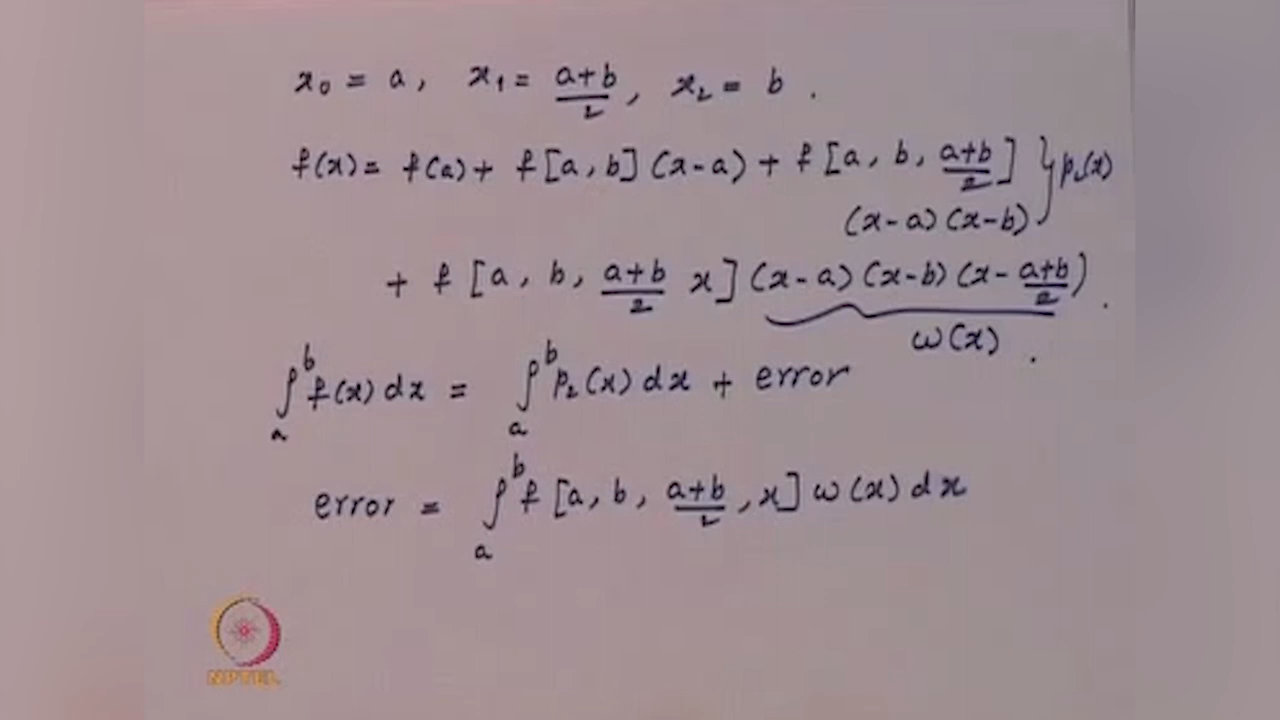 x₀ = a, x₁ = (a+b)/2, x₂ = b .
f(x) = f(a) + f[a, b] (x-a) + f[a, b, (a+b)/2] } p₂(x)
(x-a) (x-b)
+ f [a, b, (a+b)/2 x] (x-a) (x-b) (x - (a+b)/2) .
ω(x) .
∫ₐᵇ f(x) dx = ∫ₐᵇ p₂(x) dx + error
error = ∫ₐᵇ f [a, b, (a+b)/2, x] ω(x) dx
NPTEL